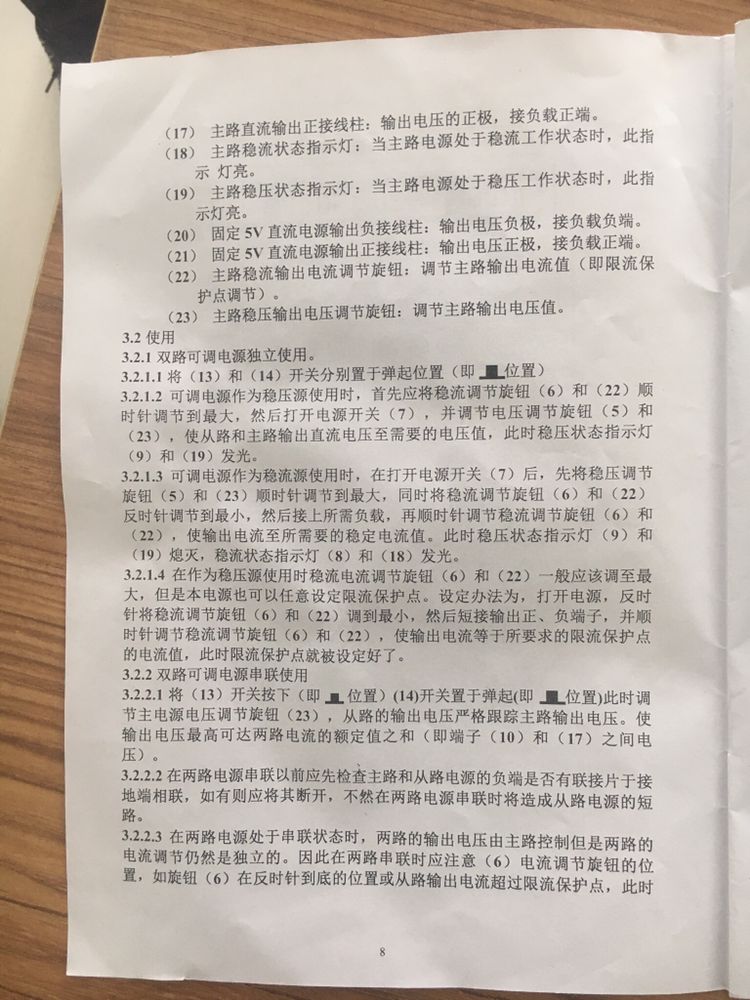 （17） 主路直流输出正接线柱：输出电压的正极，接负载正端。
（18） 主路稳流状态指示灯：当主路电源处于稳流工作状态时，此指
示 灯亮。
（19） 主路稳压状态指示灯：当主路电源处于稳压工作状态时，此指
示灯亮。
（20） 固定 5V 直流电源输出负接线柱：输出电压负极，接负载负端。
（21） 固定 5V 直流电源输出正接线柱：输出电压正极，接负载正端。
（22） 主路稳流输出电流调节旋钮：调节主路输出电流值（即限流保
护点调节）。
（23） 主路稳压输出电压调节旋钮：调节主路输出电压值。
3.2 使用
3.2.1 双路可调电源独立使用。
3.2.1.1 将（13）和（14）开关分别置于弹起位置（即 位置）
3.2.1.2 可调电源作为稳压源使用时，首先应将稳流调节旋钮（6）和（22）顺
时针调节到最大，然后打开电源开关（7），并调节电压调节旋钮（5）和
（23），使从路和主路输出直流电压至需要的电压值，此时稳压状态指示灯
（9）和（19）发光。
3.2.1.3 可调电源作为稳流源使用时，在打开电源开关（7）后，先将稳压调节
旋钮（5）和（23）顺时针调节到最大，同时将稳流调节旋钮（6）和（22）
反时针调节到最小，然后接上所需负载，再顺时针调节稳流调节旋钮（6）和
（22），使输出电流至所需要的稳定电流值。此时稳压状态指示灯（9）和
（19）熄灭，稳流状态指示灯（8）和（18）发光。
3.2.1.4 在作为稳压源使用时稳流电流调节旋钮（6）和（22）一般应该调至最
大，但是本电源也可以任意设定限流保护点。设定办法为，打开电源，反时
针将稳流调节旋钮（6）和（22）调到最小，然后短接输出正、负端子，并顺
时针调节稳流调节旋钮（6）和（22），使输出电流等于所要求的限流保护点
的电流值，此时限流保护点就被设定好了。
3.2.2 双路可调电源串联使用
3.2.2.1 将（13）开关按下（即 位置）(14)开关置于弹起(即 位置)此时调
节主电源电压调节旋钮（23），从路的输出电压严格跟踪主路输出电压。使
输出电压最高可达两路电流的额定值之和（即端子（10）和（17）之间电
压）。
3.2.2.2 在两路电源串联以前应先检查主路和从路电源的负端是否有联接片于接
地端相联，如有则应将其断开，不然在两路电源串联时将造成从路电源的短
路。
3.2.2.3 在两路电源处于串联状态时，两路的输出电压由主路控制但是两路的
电流调节仍然是独立的。因此在两路串联时应注意（6）电流调节旋钮的位
置，如旋钮（6）在反时针到底的位置或从路输出电流超过限流保护点，此时
8